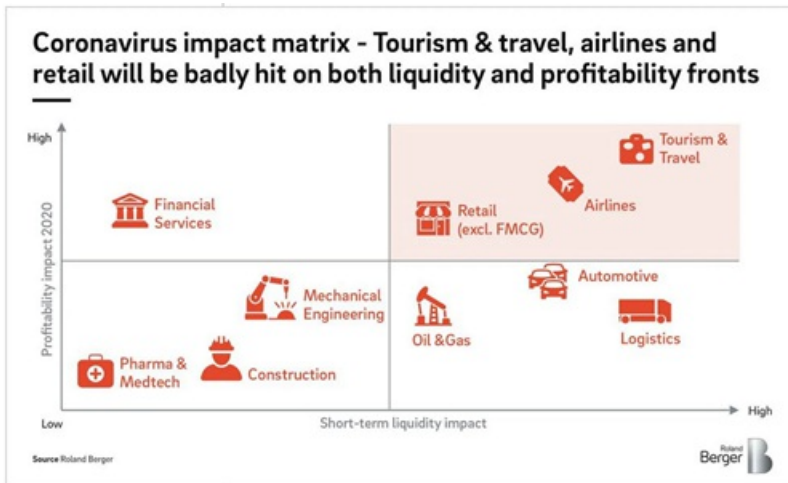 Coronavirus impact matrix - Tourism & travel, airlines and
retail will be badly hit on both liquidity and profitability fronts
High
Profitability impact 2020
Tourism &
Travel
Airlines
Financial
Services
Retail
(excl. FMCG)
Automotive
Mechanical
Engineering
Oil &Gas
Logistics
Pharma &
Medtech
Construction
Low
Short-term liquidity impact
High
Source Roland Berger
Roland
Berger
B